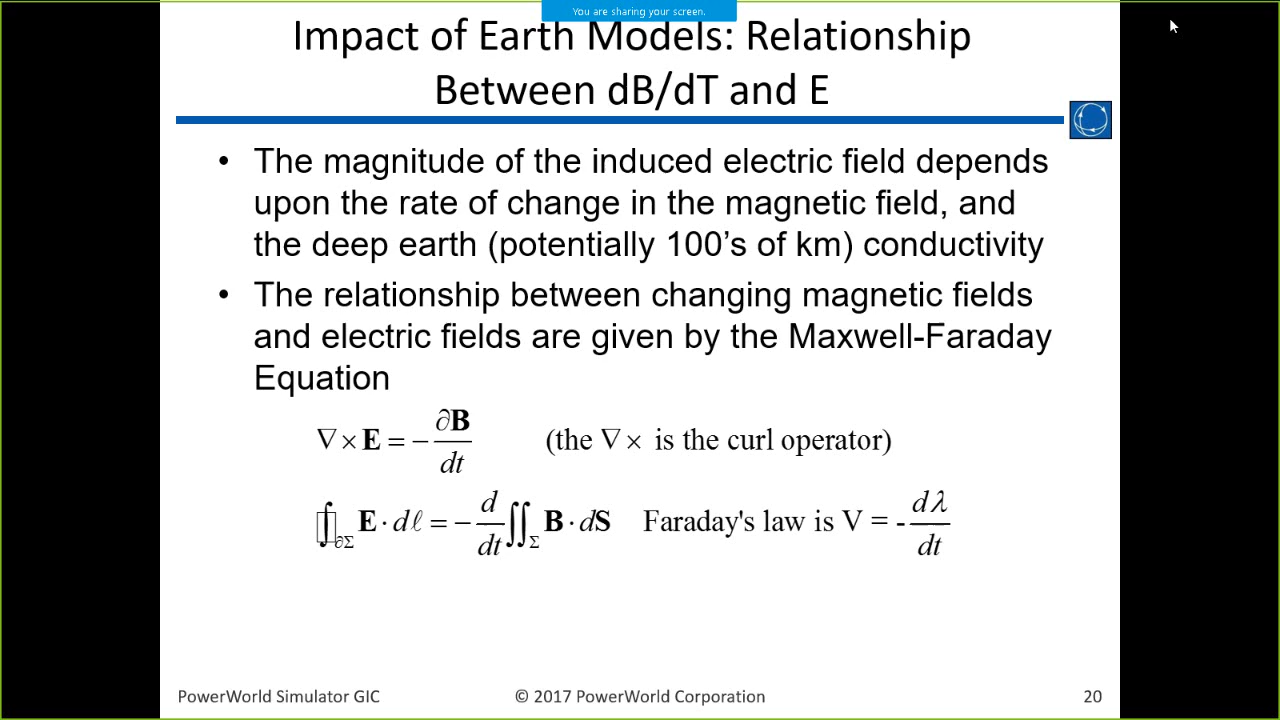 You are sharing your screen.
Impact of Earth Models: Relationship
Between dB/dT and E
• The magnitude of the induced electric field depends
upon the rate of change in the magnetic field, and
the deep earth (potentially 100’s of km) conductivity
• The relationship between changing magnetic fields
and electric fields are given by the Maxwell-Faraday
Equation
∇×E = −∂B/dt (the ∇× is the curl operator)
∮∂Σ E · dℓ = −d/dt ∬Σ B · dS Faraday's law is V = -dλ/dt
PowerWorld Simulator GIC © 2017 PowerWorld Corporation 20